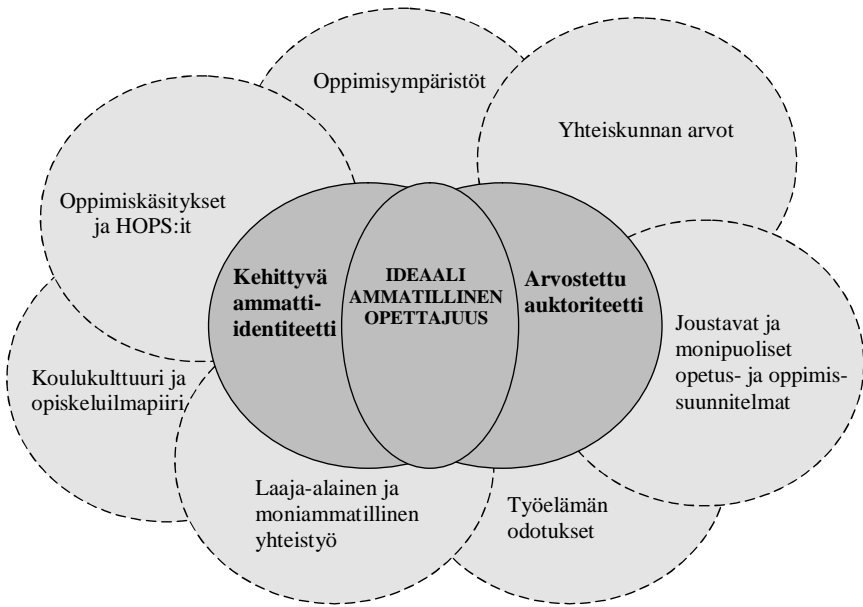 Oppimisympäristöt
Yhteiskunnan arvot
Oppimiskäsitykset
ja HOPS:it
Kehittyvä
ammatti-
identiteetti
IDEAALI
AMMATILLINEN
OPETTAJUUS
Arvostettu
auktoriteetti
Joustavat ja
monipuoliset
opetus- ja oppimis-
suunnitelmat
Koulukulttuuri ja
opiskeluilmapiiri
Laaja-alainen ja
moniammatillinen
yhteistyö
Työelämän
odotukset